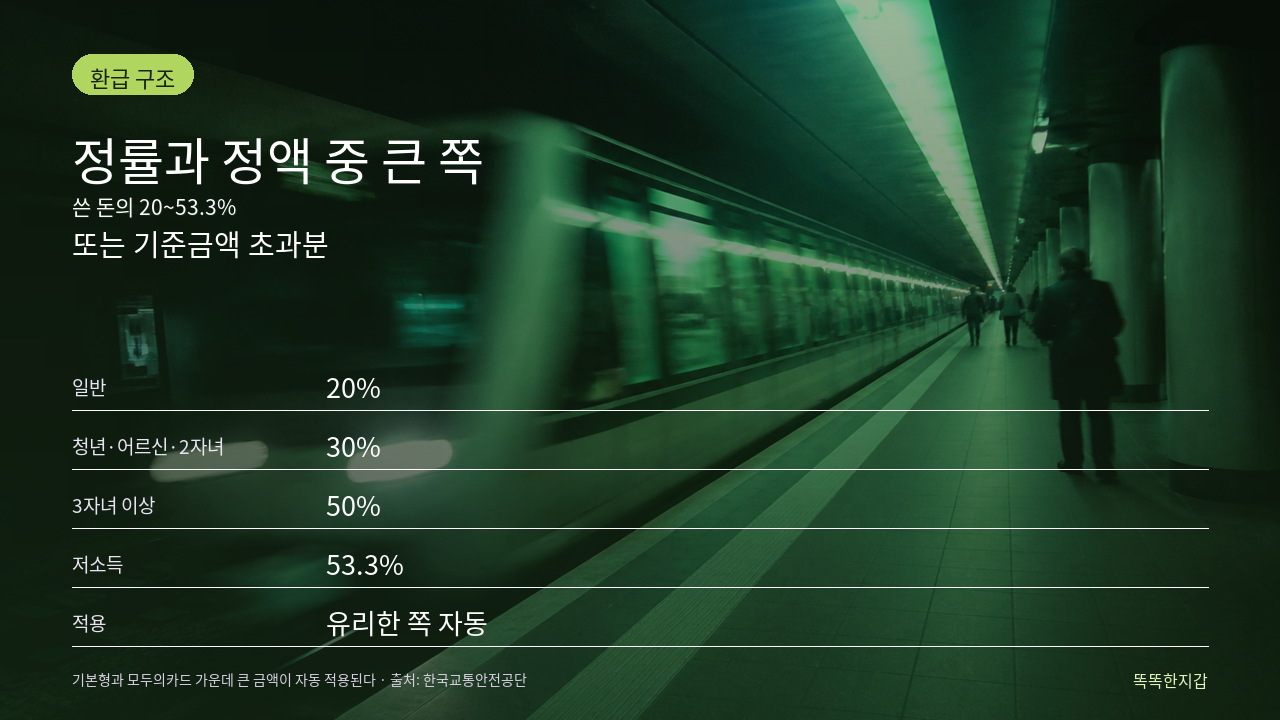 환급 구조
정률과 정액 중 큰 쪽
쓴 돈의 20~53.3%
또는 기준금액 초과분
일반 20%
청년·어르신·2자녀 30%
3자녀 이상 50%
저소득 53.3%
적용 유리한 쪽 자동
기본형과 모두의카드 가운데 큰 금액이 자동 적용된다 · 출처: 한국교통안전공단
똑똑한지갑